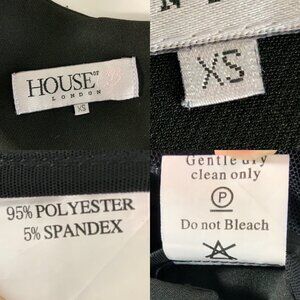 HOUSE OF
LONDON
XS
XS
95% POLYESTER
5% SPANDEX
Gentle dry
clean only
P
Do not Bleach